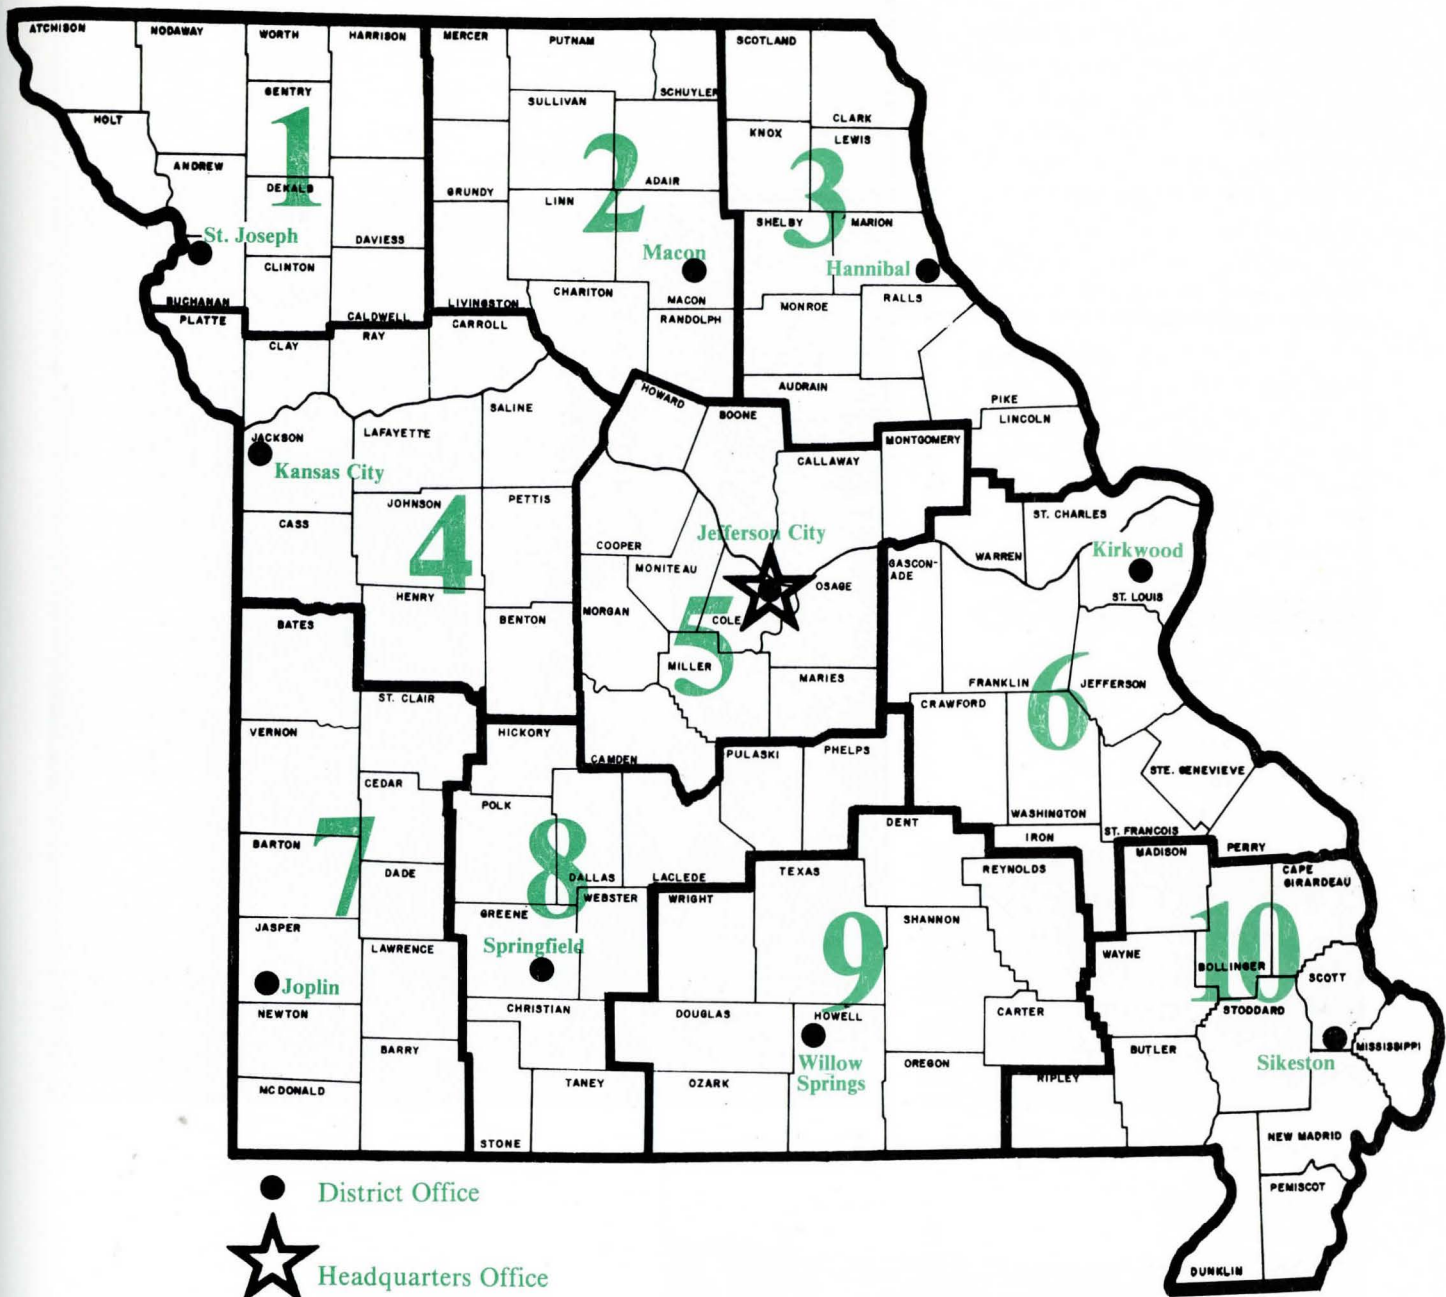 ATCHISON
NODAWAY
WORTH
HARRISON
MERCER
PUTNAM
SCHUYLER
SCOTLAND
CLARK
HOLT
GENTRY
SULLIVAN
KNOX
LEWIS
1
2
3
ANDREW
DEKALB
GRUNDY
LINN
ADAIR
SHELBY
MARION
St. Joseph
DAVIESS
Macon
Hannibal
CLINTON
BUCHANAN
CALDWELL
LIVINGSTON
CHARITON
MACON
MONROE
RALLS
PLATTE
CLAY
RAY
CARROLL
RANDOLPH
AUDRAIN
PIKE
LINCOLN
SALINE
HOWARD
BOONE
JACKSON
LAFAYETTE
MONTGOMERY
CALLAWAY
Kansas City
JOHNSON
PETTIS
4
CASS
ST. CHARLES
Jefferson City
COOPER
MONITEAU
OSAGE
GASCON-
ADE
WARREN
Kirkwood
ST. LOUIS
HENRY
BENTON
MORGAN
COLE
5
BATES
MILLER
MARIES
FRANKLIN
JEFFERSON
6
ST. CLAIR
CRAWFORD
VERNON
HICKORY
CAMDEN
PULASKI
PHELPS
STE. GENEVIEVE
CEDAR
POLK
WASHINGTON
DENT
IRON
ST. FRANCOIS
7
8
BARTON
MADISON
PERRY
DADE
DALLAS
LACLEDE
TEXAS
REYNOLDS
CAPE
GIRARDEAU
WEBSTER
WRIGHT
JASPER
GREENE
SHANNON
9
10
LAWRENCE
Springfield
WAYNE
BOLLINGER
SCOTT
Joplin
NEWTON
CHRISTIAN
DOUGLAS
HOWELL
CARTER
STODDARD
BARRY
Willow
Springs
OREGON
BUTLER
Sikeston
MISSISSIPPI
MC DONALD
TANEY
OZARK
RIPLEY
STONE
NEW MADRID
PEMISCOT
DUNKLIN
District Office
Headquarters Office